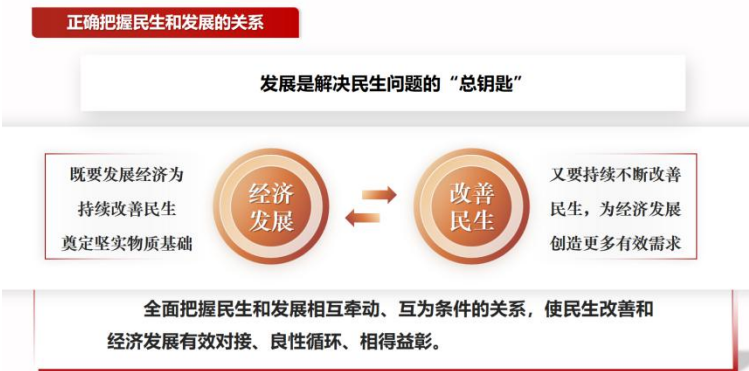 正确把握民生和发展的关系
发展是解决民生问题的“总钥匙”
既要发展经济为
持续改善民生
奠定坚实物质基础
经济
发展
改善
民生
又要持续不断改善
民生，为经济发展
创造更多有效需求
全面把握民生和发展相互牵动、互为条件的关系，使民生改善和
经济发展有效对接、良性循环、相得益彰。